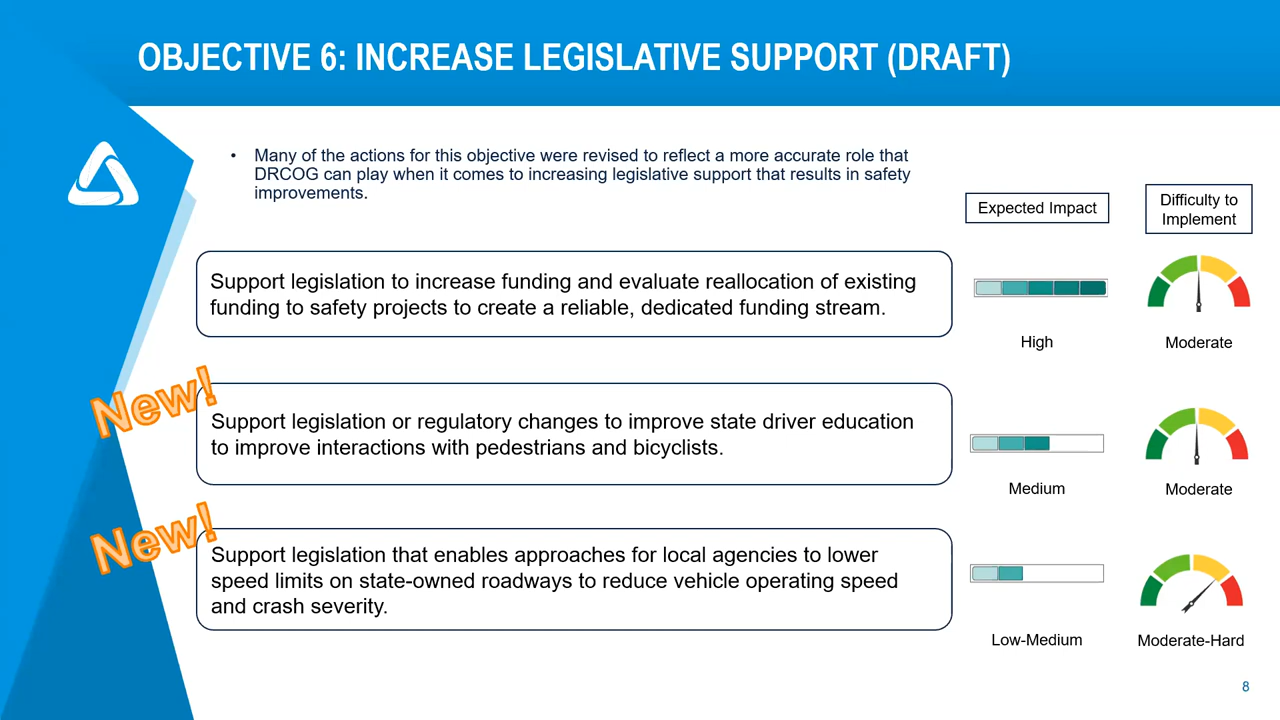 OBJECTIVE 6: INCREASE LEGISLATIVE SUPPORT (DRAFT)
• Many of the actions for this objective were revised to reflect a more accurate role that
DRCOG can play when it comes to increasing legislative support that results in safety
improvements.
Expected Impact
Difficulty to
Implement
Support legislation to increase funding and evaluate reallocation of existing
funding to safety projects to create a reliable, dedicated funding stream.
High
Moderate
New!
Support legislation or regulatory changes to improve state driver education
to improve interactions with pedestrians and bicyclists.
Medium
Moderate
New!
Support legislation that enables approaches for local agencies to lower
speed limits on state-owned roadways to reduce vehicle operating speed
and crash severity.
Low-Medium
Moderate-Hard
8